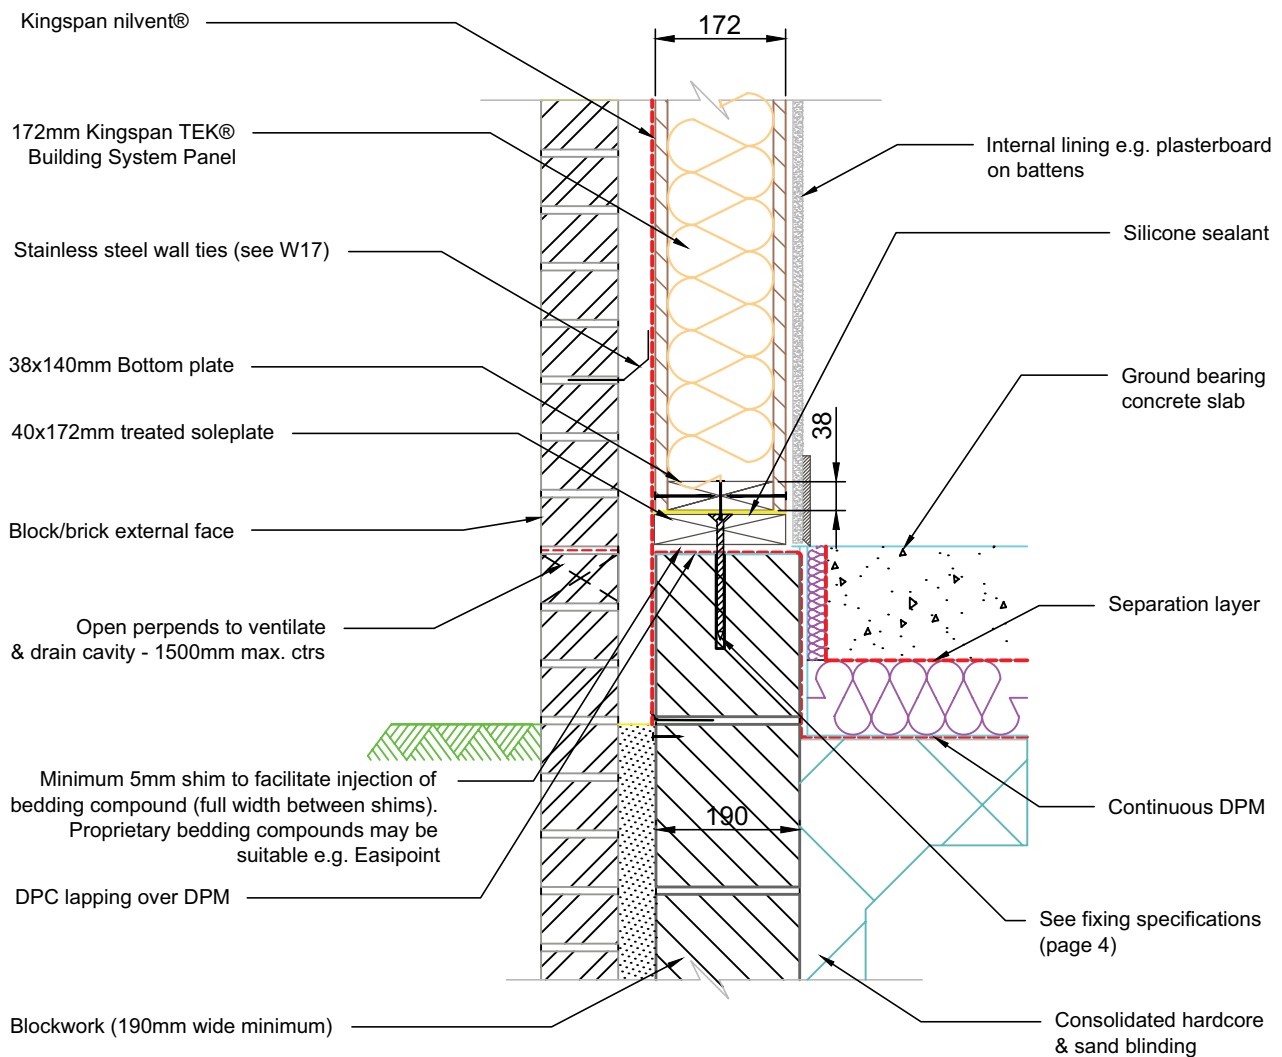 Kingspan nilvent®
172
172mm Kingspan TEK®
Building System Panel
Internal lining e.g. plasterboard
on battens
Stainless steel wall ties (see W17)
Silicone sealant
38x140mm Bottom plate
Ground bearing
concrete slab
38
40x172mm treated soleplate
Block/brick external face
Separation layer
Open perpends to ventilate
& drain cavity - 1500mm max. ctrs
Minimum 5mm shim to facilitate injection of
bedding compound (full width between shims).
Proprietary bedding compounds may be
suitable e.g. Easipoint
190
Continuous DPM
DPC lapping over DPM
See fixing specifications
(page 4)
Blockwork (190mm wide minimum)
Consolidated hardcore
& sand blinding